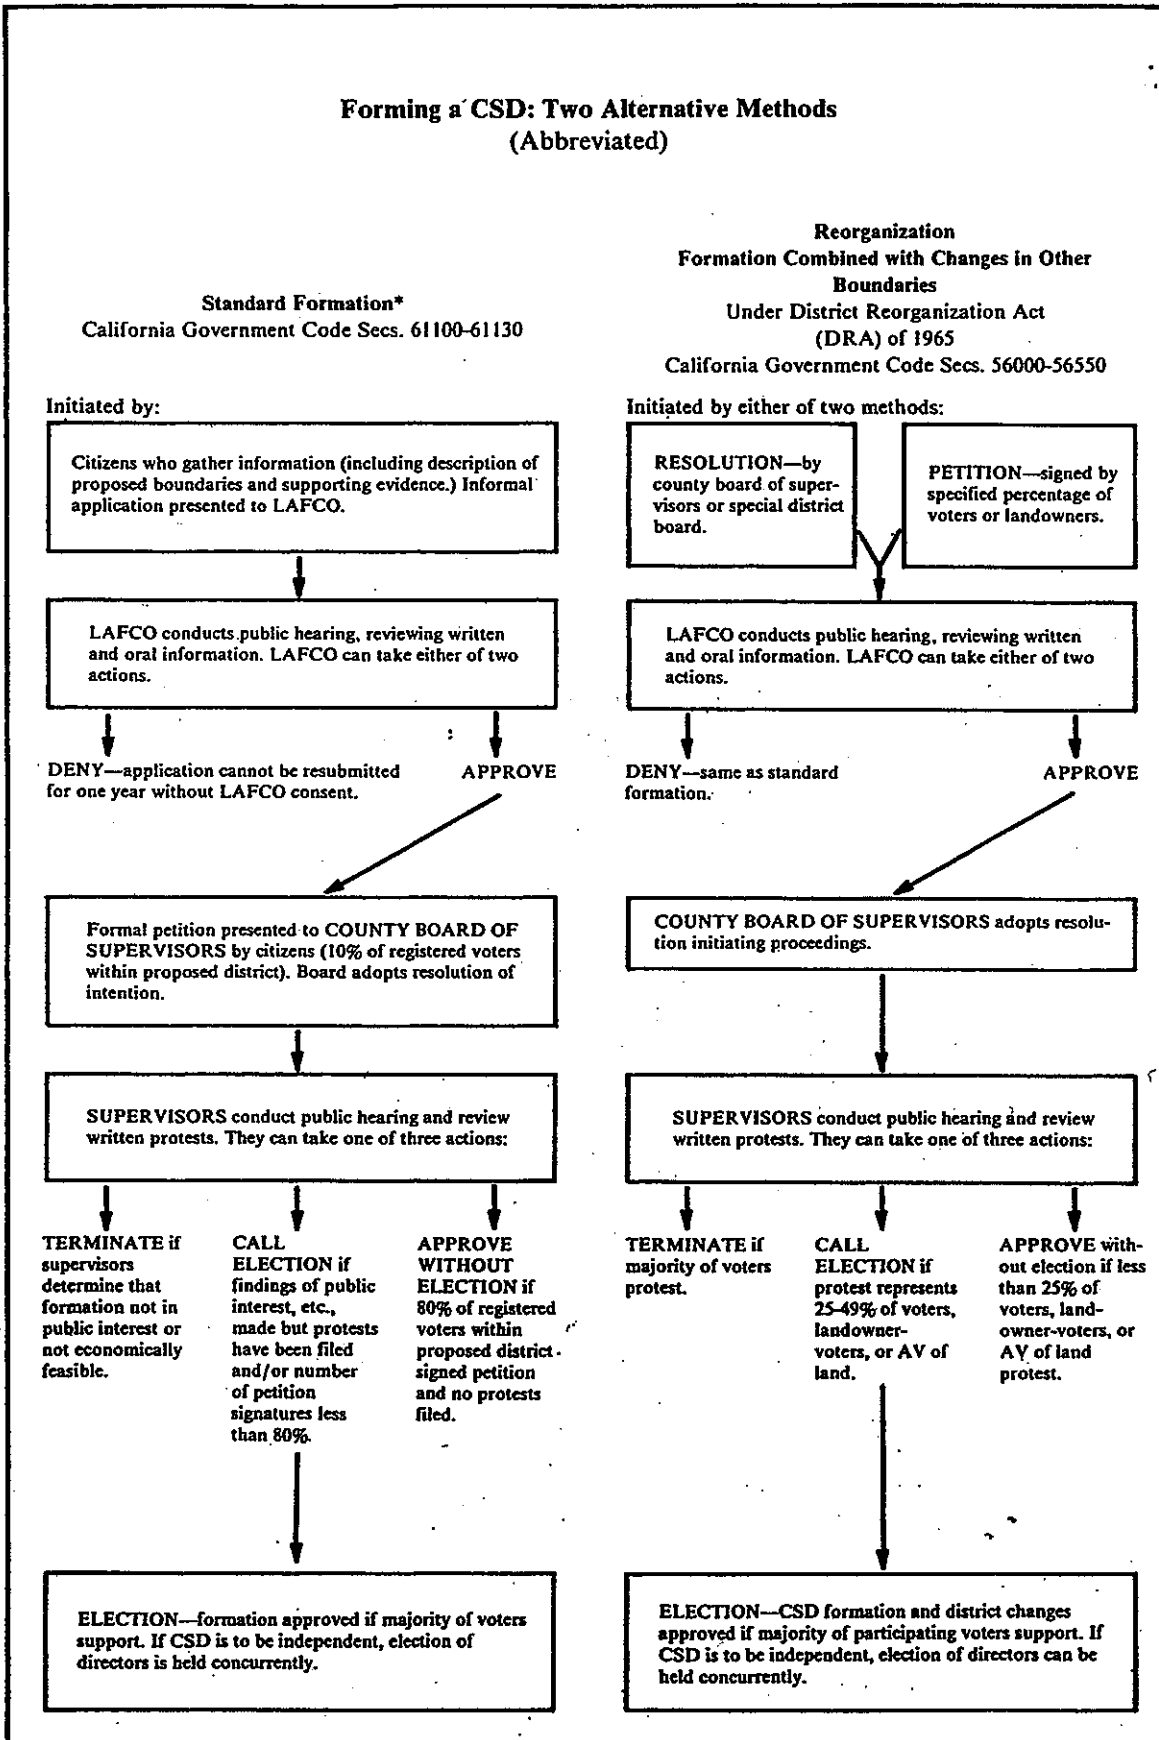 Forming a CSD: Two Alternative Methods
(Abbreviated)
Standard Formation*
California Government Code Secs. 61100-61130
Initiated by:
Citizens who gather information (including description of
proposed boundaries and supporting evidence.) Informal
application presented to LAFCO.
LAFCO conducts public hearing, reviewing written
and oral information. LAFCO can take either of two
actions.
DENY—application cannot be resubmitted
for one year without LAFCO consent.
APPROVE
Formal petition presented to COUNTY BOARD OF
SUPERVISORS by citizens (10% of registered voters
within proposed district). Board adopts resolution of
intention.
SUPERVISORS conduct public hearing and review
written protests. They can take one of three actions:
TERMINATE if
supervisors
determine that
formation not in
public interest or
not economically
feasible.
CALL
ELECTION if
findings of public
interest, etc.,
made but protests
have been filed
and/or number
of petition
signatures less
than 80%.
APPROVE
WITHOUT
ELECTION if
80% of registered
voters within
proposed district
signed petition
and no protests
filed.
ELECTION—formation approved if majority of voters
support. If CSD is to be independent, election of
directors is held concurrently.
Reorganization
Formation Combined with Changes in Other
Boundaries
Under District Reorganization Act
(DRA) of 1965
California Government Code Secs. 56000-56550
Initiated by either of two methods:
RESOLUTION—by
county board of super-
visors or special district
board.
PETITION—signed by
specified percentage of
voters or landowners.
LAFCO conducts public hearing, reviewing written
and oral information. LAFCO can take either of two
actions.
DENY—same as standard
formation.
APPROVE
COUNTY BOARD OF SUPERVISORS adopts resolu-
tion initiating proceedings.
SUPERVISORS conduct public hearing and review
written protests. They can take one of three actions:
TERMINATE if
majority of voters
protest.
CALL
ELECTION if
protest represents
25-49% of voters,
landowner-
voters, or AV of
land.
APPROVE with-
out election if less
than 25% of
voters, land-
owner-voters, or
AV of land
protest.
ELECTION—CSD formation and district changes
approved if majority of participating voters support. If
CSD is to be independent, election of directors can be
held concurrently.